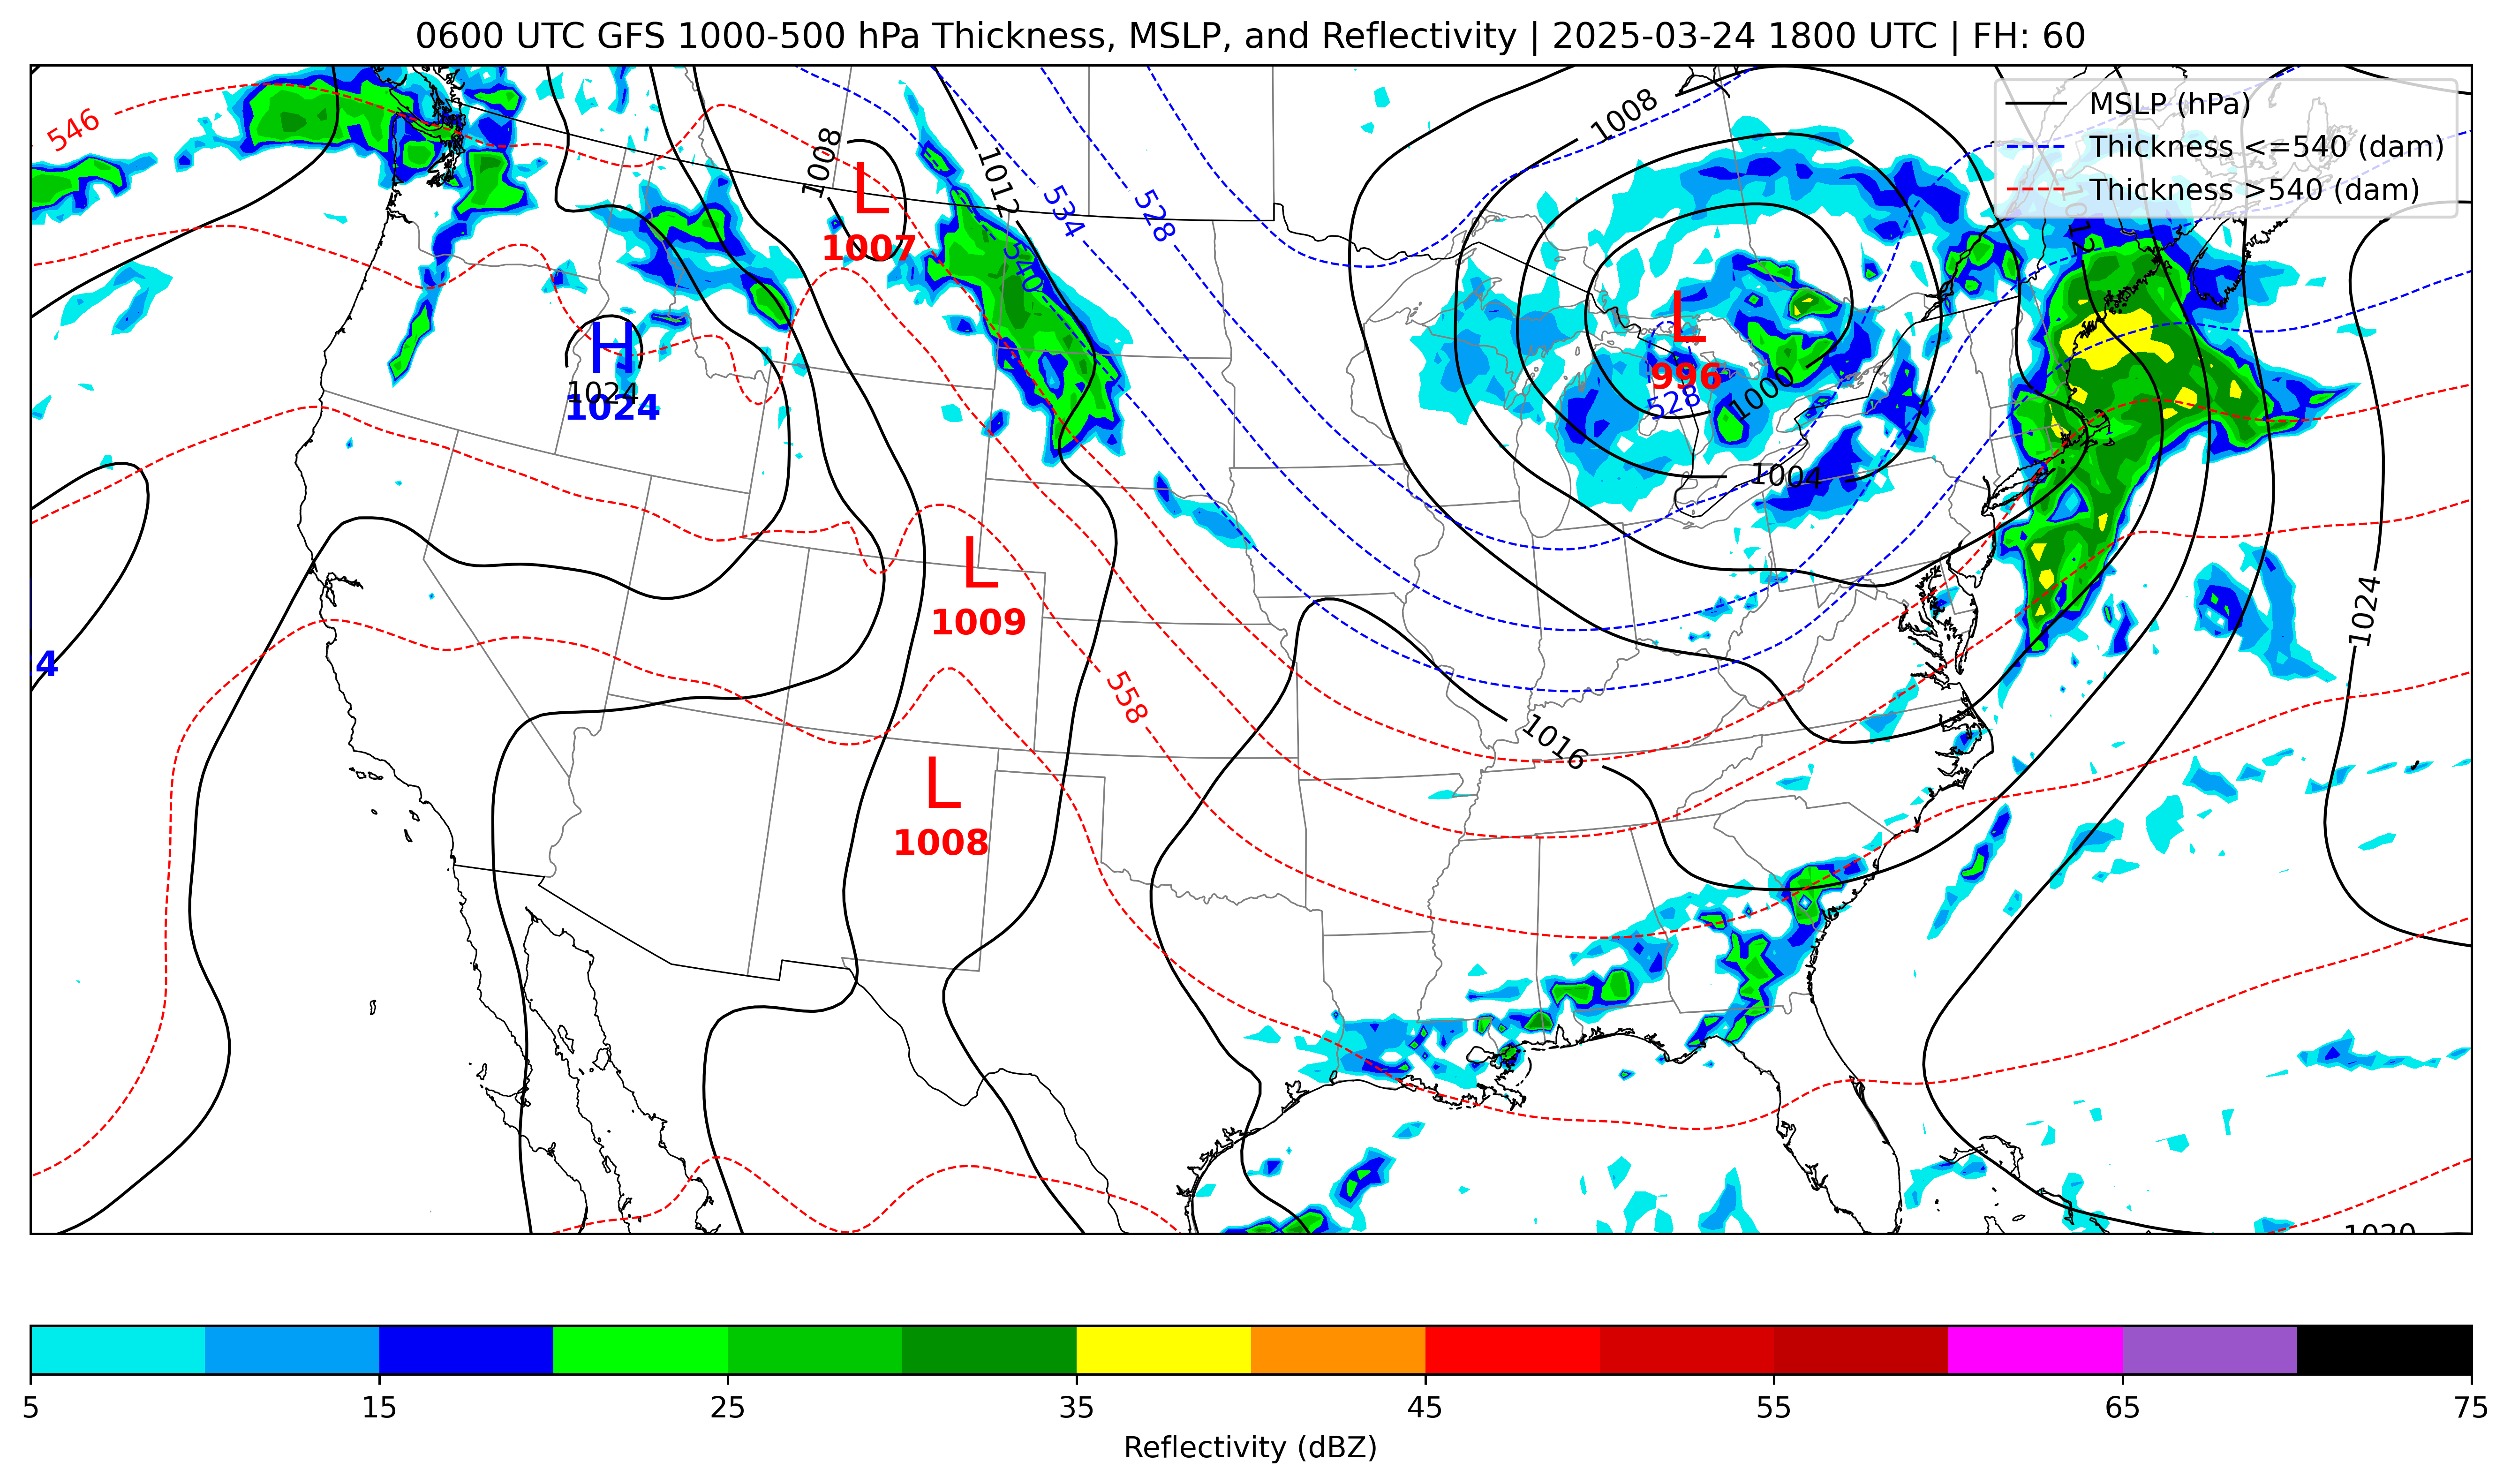 0600 UTC GFS 1000-500 hPa Thickness, MSLP, and Reflectivity | 2025-03-24 1800 UTC | FH: 60
MSLP (hPa)
Thickness <=540 (dam)
Thickness >540 (dam)
546
1008
L
1007
1012
534
528
540
1008
1012
H
1024
1024
L
996
528
1000
1004
L
1009
4
558
1016
1024
L
1008
1020
5 15 25 35 45 55 65 75
Reflectivity (dBZ)